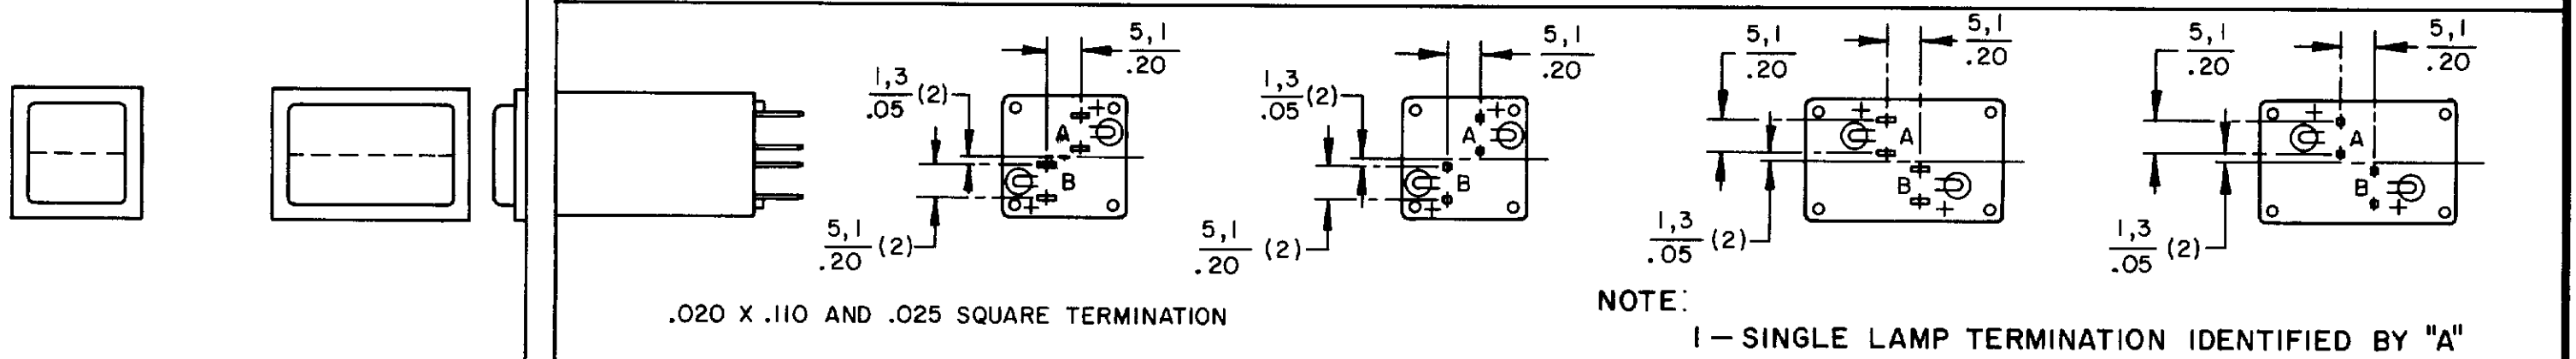 5,1
.20
1,3
.05 (2)
A
+
B
+
5,1
.20 (2)
5,1
.20
1,3
.05 (2)
A
+
B
+
5,1
.20 (2)
5,1
.20
5,1
.20
+
A
B
+
1,3
.05 (2)
5,1
.20
5,1
.20
+
A
B
+
1,3
.05 (2)
.020 X .110 AND .025 SQUARE TERMINATION
NOTE:
1 — SINGLE LAMP TERMINATION IDENTIFIED BY "A"